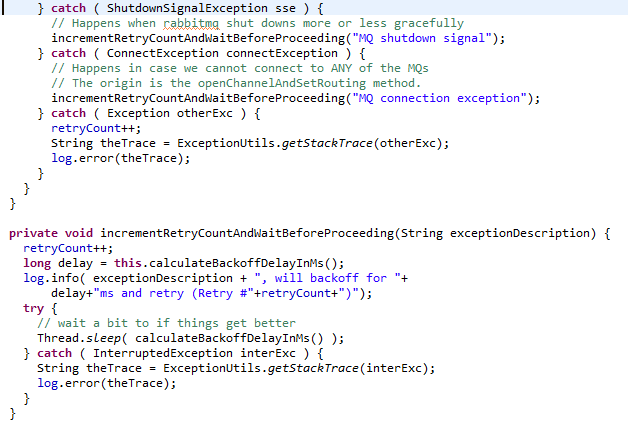 } catch ( ShutdownSignalException sse ) {
// Happens when rabbitmq shut downs more or less gracefully
incrementRetryCountAndWaitBeforeProceeding("MQ shutdown signal");
} catch ( ConnectException connectException ) {
// Happens in case we cannot connect to ANY of the MQs
// The origin is the openChannelAndSetRouting method.
incrementRetryCountAndWaitBeforeProceeding("MQ connection exception");
} catch ( Exception otherExc ) {
retryCount++;
String theTrace = ExceptionUtils.getStackTrace(otherExc);
log.error(theTrace);
}
}
}
private void incrementRetryCountAndWaitBeforeProceeding(String exceptionDescription) {
retryCount++;
long delay = this.calculateBackoffDelayInMs();
log.info( exceptionDescription + ", will backoff for "+
delay+"ms and retry (Retry #"+retryCount+")");
try {
// wait a bit to if things get better
Thread.sleep( calculateBackoffDelayInMs() );
} catch ( InterruptedException interExc ) {
String theTrace = ExceptionUtils.getStackTrace(interExc);
log.error(theTrace);
}
}